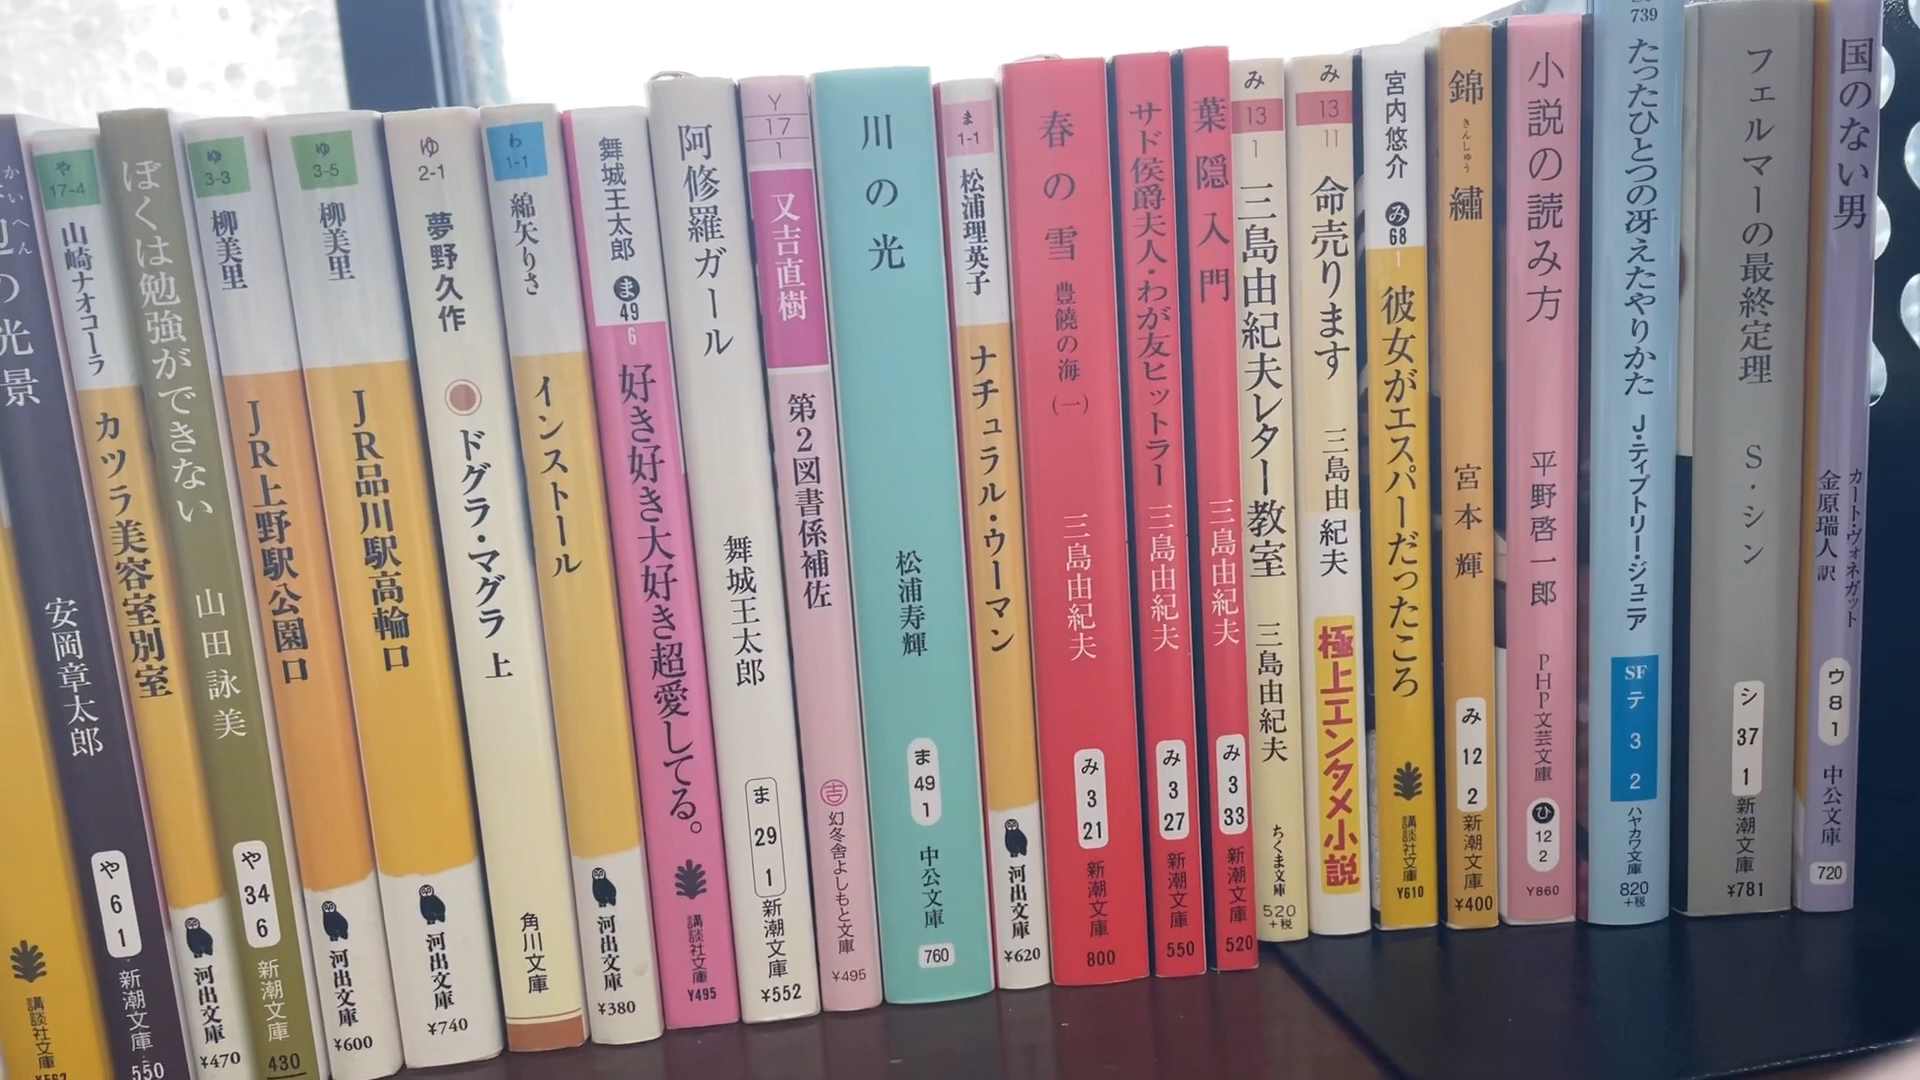 講談社文庫
海辺の光景
かいへん
安岡章太郎
や
6
1
新潮文庫
550
や
17-4
山崎ナオコーラ
カツラ美容室別室
河出文庫
¥470
ぼくは勉強ができない
山田詠美
や
34
6
新潮文庫
430
ゆ
3-3
柳美里
JR上野駅公園口
河出文庫
¥600
ゆ
3-5
柳美里
JR品川駅高輪口
河出文庫
¥740
ゆ
2-1
夢野久作
ドグラ・マグラ 上
角川文庫
わ
1-1
綿矢りさ
インストール
河出文庫
¥380
舞城王太郎
ま
49
6
好き好き大好き超愛してる。
講談社文庫
¥495
阿修羅ガール
舞城王太郎
ま
29
1
新潮文庫
¥552
Y
17
1
又吉直樹
第2図書係補佐
吉
幻冬舎よしもと文庫
¥495
川の光
松浦寿輝
ま
49
1
中公文庫
760
ま
1-1
松浦理英子
ナチュラル・ウーマン
河出文庫
¥620
春の雪
豊饒の海(一)
三島由紀夫
み
3
21
新潮文庫
800
サド侯爵夫人・わが友ヒットラー
三島由紀夫
み
3
27
新潮文庫
550
葉隠入門
三島由紀夫
み
3
33
新潮文庫
520
み
13
1
三島由紀夫レター教室
三島由紀夫
ちくま文庫
520
+税
み
13
11
命売ります
三島由紀夫
極上エンタメ小説
宮内悠介
み
68
1
彼女がエスパーだったころ
講談社文庫
¥610
錦繡
きんしゅう
宮本輝
み
12
2
新潮文庫
¥400
小説の読み方
平野啓一郎
PHP文芸文庫
ひ
12
2
¥860
739
たったひとつの冴えたやりかた
J・ティプトリー・ジュニア
SF
テ
3
2
ハヤカワ文庫
820
+税
フェルマーの最終定理
S・シン
シ
37
1
新潮文庫
¥781
国のない男
カート・ヴォネガット
金原瑞人 訳
ウ8
1
中公文庫
720